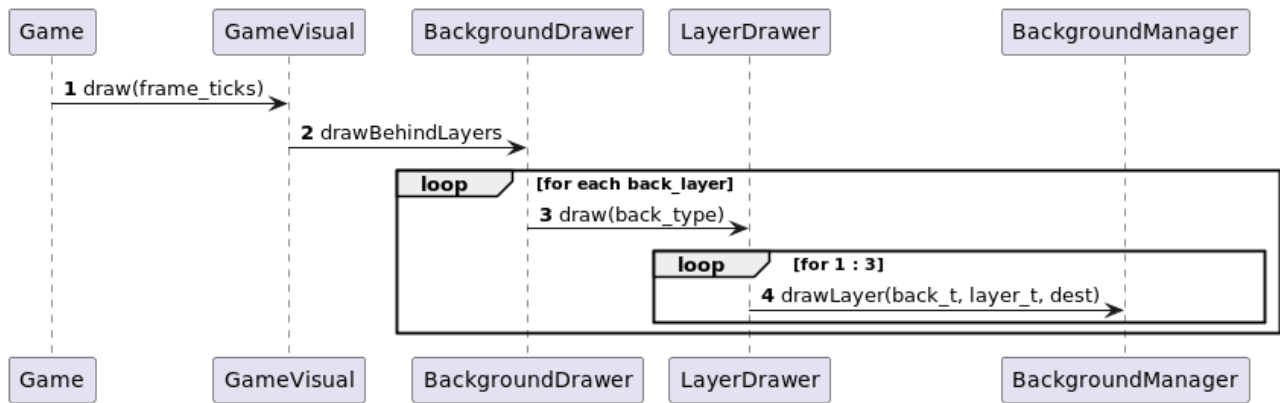 Game GameVisual BackgroundDrawer LayerDrawer BackgroundManager
1 draw(frame_ticks)
2 drawBehindLayers
loop [for each back_layer]
3 draw(back_type)
loop [for 1 : 3]
4 drawLayer(back_t, layer_t, dest)
Game GameVisual BackgroundDrawer LayerDrawer BackgroundManager